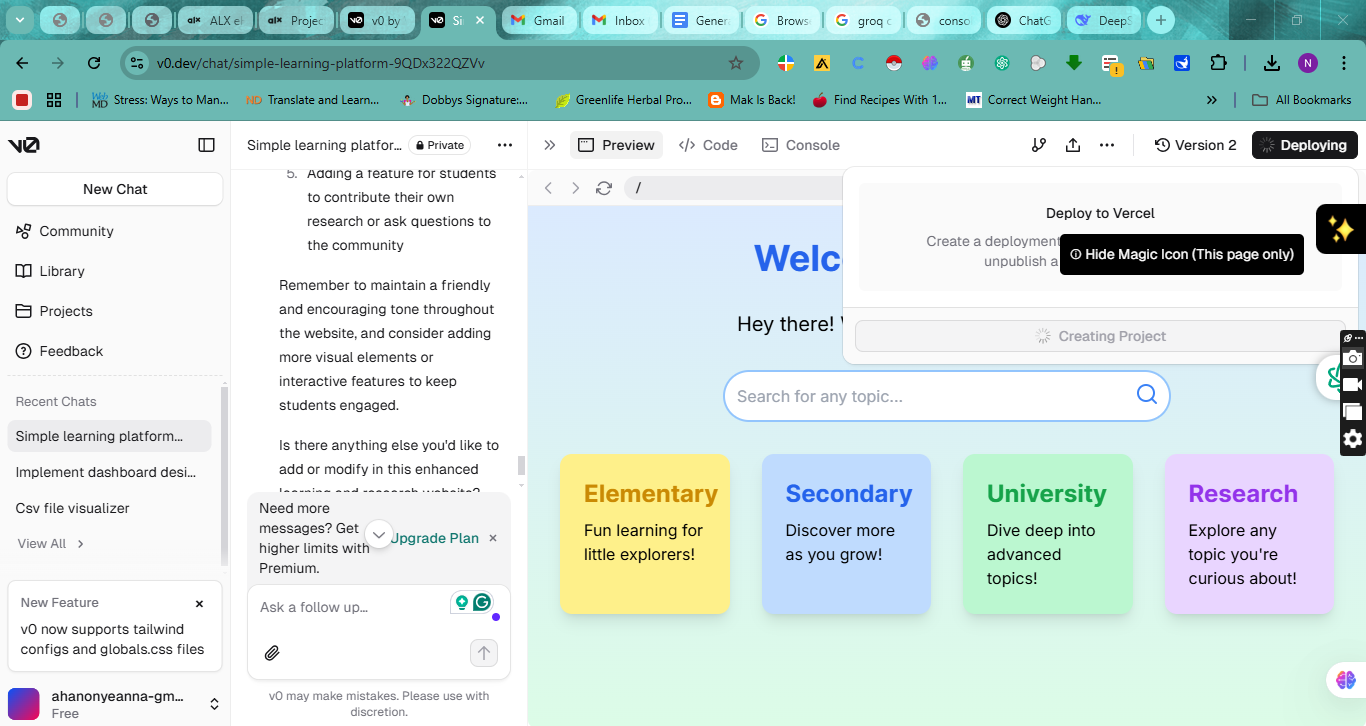 ALX el
Project
v0 by
Si
Gmail
Inbox
Genera
Browse
groq c
conso
ChatG
DeepS
v0.dev/chat/simple-learning-platform-9QDx322QZVv
N
Stress: Ways to Man...
Translate and Learn...
Dobbys Signature:...
Greenlife Herbal Pro...
Mak Is Back!
Find Recipes With 1...
MT
Correct Weight Han...
All Bookmarks
New Chat
Community
Library
Projects
Feedback
Recent Chats
Simple learning platform...
Implement dashboard desi...
Csv file visualizer
View All
New Feature
v0 now supports tailwind
configs and globals.css files
ahanonyeanna-gm...
Free
Simple learning platfor...
Private
5. Adding a feature for students
to contribute their own
research or ask questions to
the community
Remember to maintain a friendly
and encouraging tone throughout
the website, and consider adding
more visual elements or
interactive features to keep
students engaged.
Is there anything else you'd like to
add or modify in this enhanced
learning and research website?
Need more
messages? Get
higher limits with
Premium.
Upgrade Plan
Ask a follow up...
v0 may make mistakes. Please use with
discretion.
Preview
Code
Console
Version 2
Deploying
/
Deploy to Vercel
Create a deployment
unpublish a
Hide Magic Icon (This page only)
Creating Project
Welc
Hey there!
Search for any topic...
Elementary
Fun learning for
little explorers!
Secondary
Discover more
as you grow!
University
Dive deep into
advanced
topics!
Research
Explore any
topic you're
curious about!